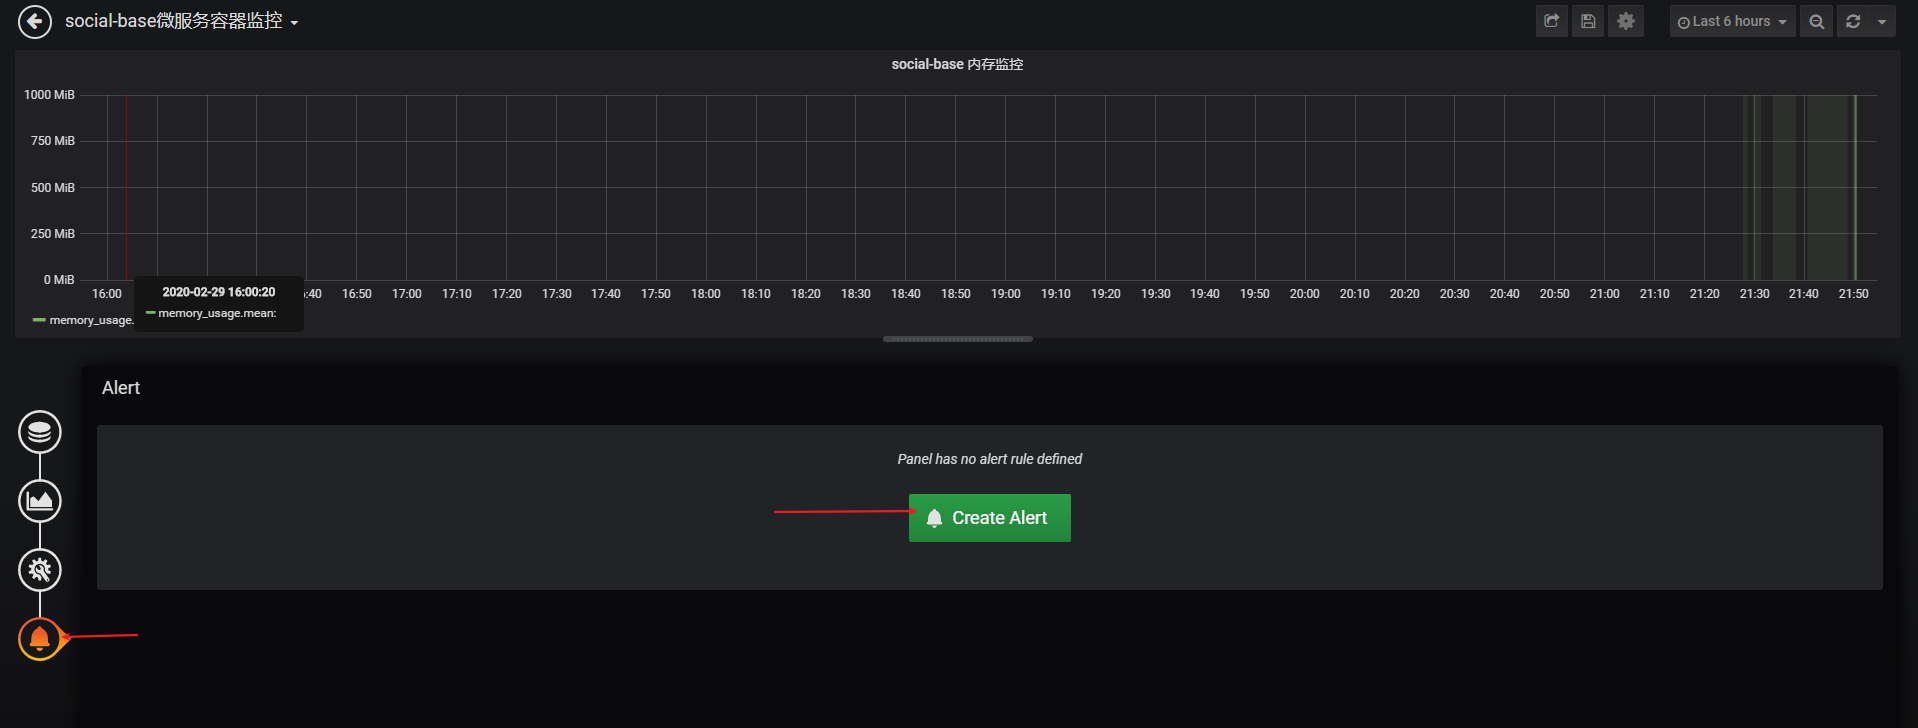 social-base微服务容器监控
Last 6 hours
social-base 内存监控
1000 MiB
750 MiB
500 MiB
250 MiB
0 MiB
16:00 :40 16:50 17:00 17:10 17:20 17:30 17:40 17:50 18:00 18:10 18:20 18:30 18:40 18:50 19:00 19:10 19:20 19:30 19:40 19:50 20:00 20:10 20:20 20:30 20:40 20:50 21:00 21:10 21:20 21:30 21:40 21:50
2020-02-29 16:00:20
memory_usage.mean:
memory_usage.
Alert
Panel has no alert rule defined
Create Alert